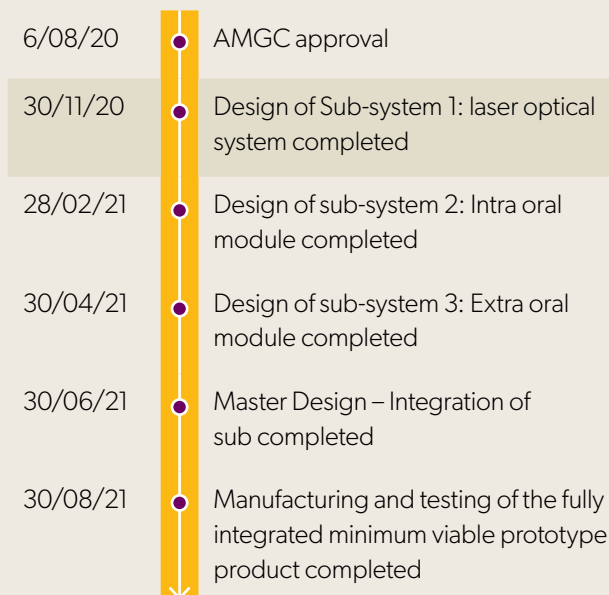 6/08/20 AMGC approval
30/11/20 Design of Sub-system 1: laser optical
system completed
28/02/21 Design of sub-system 2: Intra oral
module completed
30/04/21 Design of sub-system 3: Extra oral
module completed
30/06/21 Master Design – Integration of
sub completed
30/08/21 Manufacturing and testing of the fully
integrated minimum viable prototype
product completed